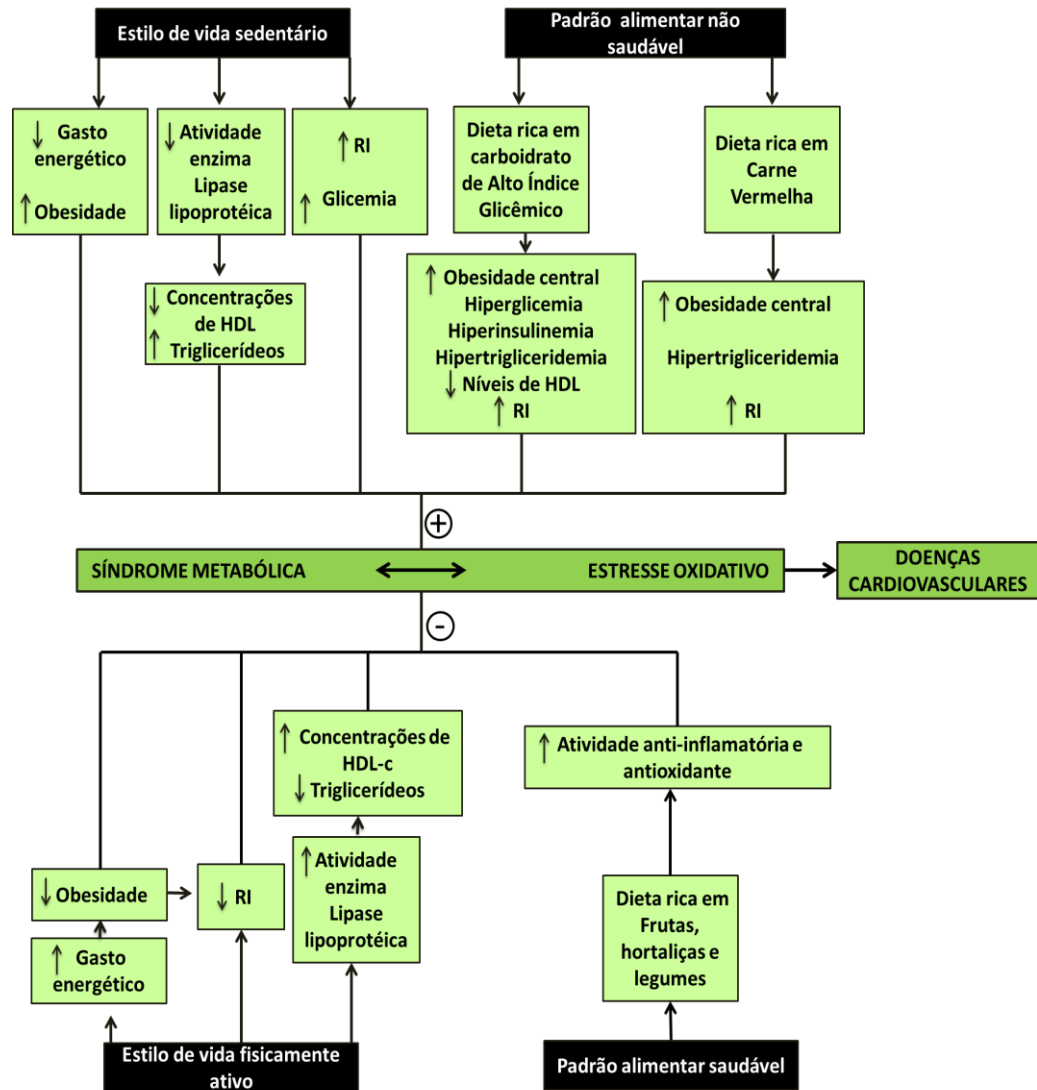 Estilo de vida sedentário
Padrão alimentar não
saudável
↓ Gasto
energético
↑ Obesidade
↓ Atividade
enzima
Lipase
lipoprotéica
↑ RI
↑ Glicemia
Dieta rica em
carboidrato
de Alto Índice
Glicêmico
Dieta rica em
Carne
Vermelha
↓ Concentrações
de HDL
↑ Triglicerídeos
↑ Obesidade central
Hiperglicemia
Hiperinsulinemia
Hipertrigliceridemia
↓ Níveis de HDL
↑ RI
↑ Obesidade central
Hipertrigliceridemia
↑ RI
+
SÍNDROME METABÓLICA
ESTRESSE OXIDATIVO
DOENÇAS
CARDIOVASCULARES
-
↑ Concentrações de
HDL-c
↓ Triglicerídeos
↑ Atividade anti-inflamatória e
antioxidante
↓ Obesidade
↓ RI
↑ Atividade
enzima
Lipase
lipoprotéica
Dieta rica em
Frutas,
hortaliças e
legumes
↑ Gasto
energético
Estilo de vida fisicamente
ativo
Padrão alimentar saudável